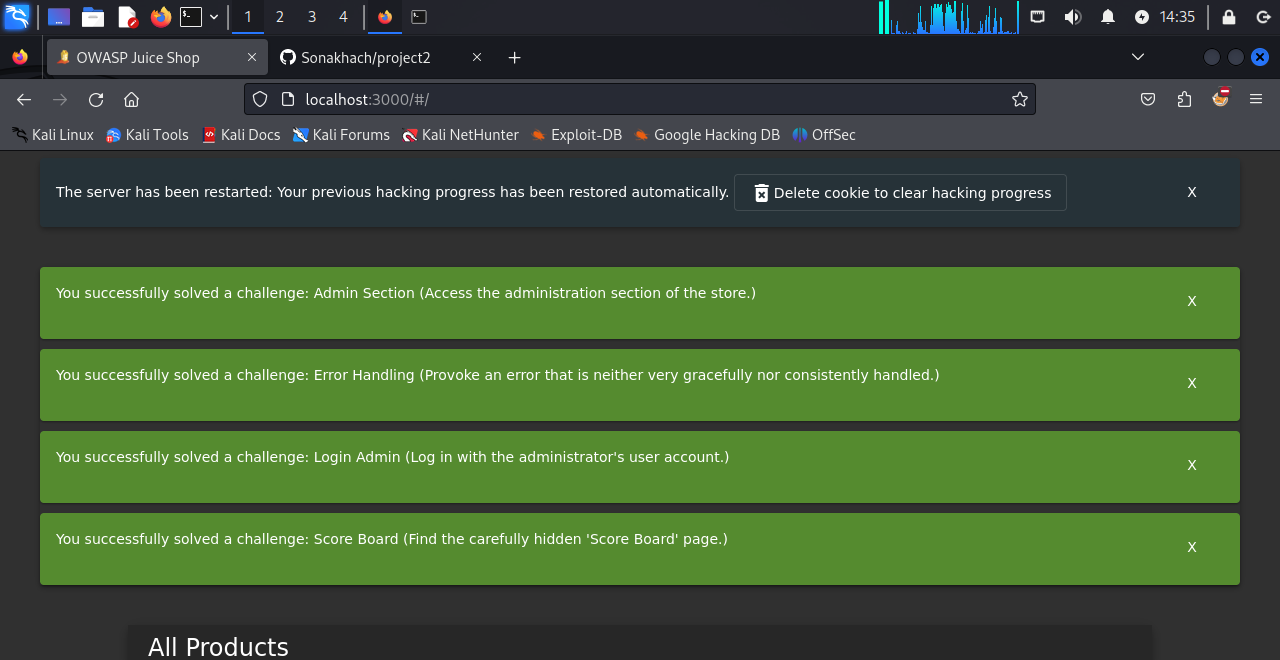 1 2 3 4 14:35
OWASP Juice Shop Sonakhach/project2
localhost:3000/#/
Kali Linux Kali Tools Kali Docs Kali Forums Kali NetHunter Exploit-DB Google Hacking DB OffSec
The server has been restarted: Your previous hacking progress has been restored automatically. Delete cookie to clear hacking progress X
You successfully solved a challenge: Admin Section (Access the administration section of the store.) X
You successfully solved a challenge: Error Handling (Provoke an error that is neither very gracefully nor consistently handled.) X
You successfully solved a challenge: Login Admin (Log in with the administrator's user account.) X
You successfully solved a challenge: Score Board (Find the carefully hidden 'Score Board' page.) X
All Products